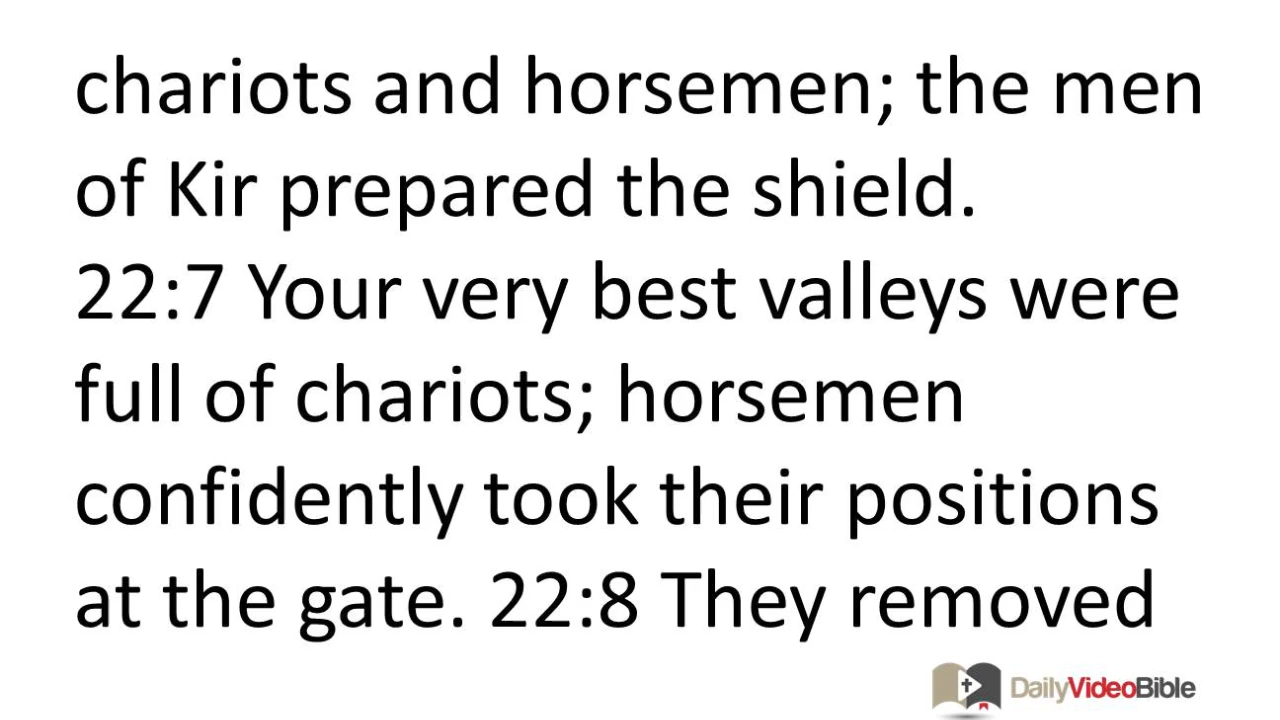 chariots and horsemen; the men
of Kir prepared the shield.
22:7 Your very best valleys were
full of chariots; horsemen
confidently took their positions
at the gate. 22:8 They removed
DailyVideoBible